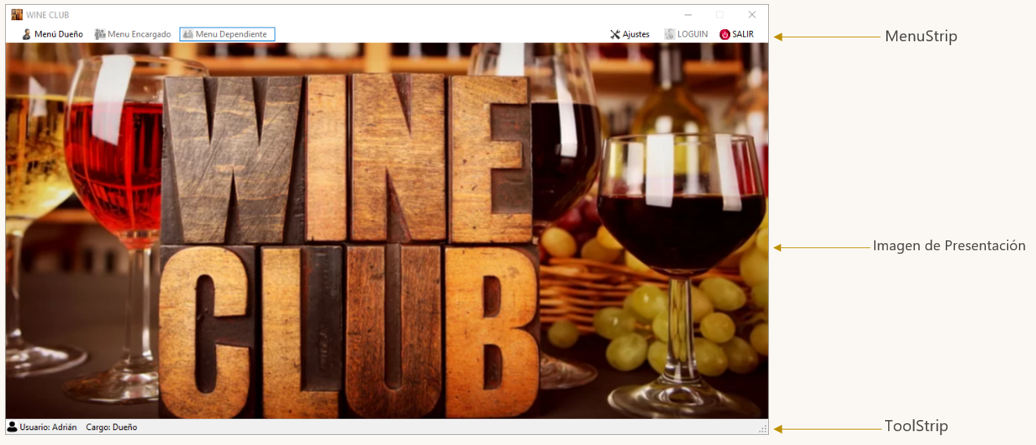 WINE CLUB
Menú Dueño Menu Encargado Menu Dependiente Ajustes LOGUIN SALIR
MenuStrip
WINE
Imagen de Presentación
CLUB
Usuario: Adrián Cargo: Dueño
ToolStrip